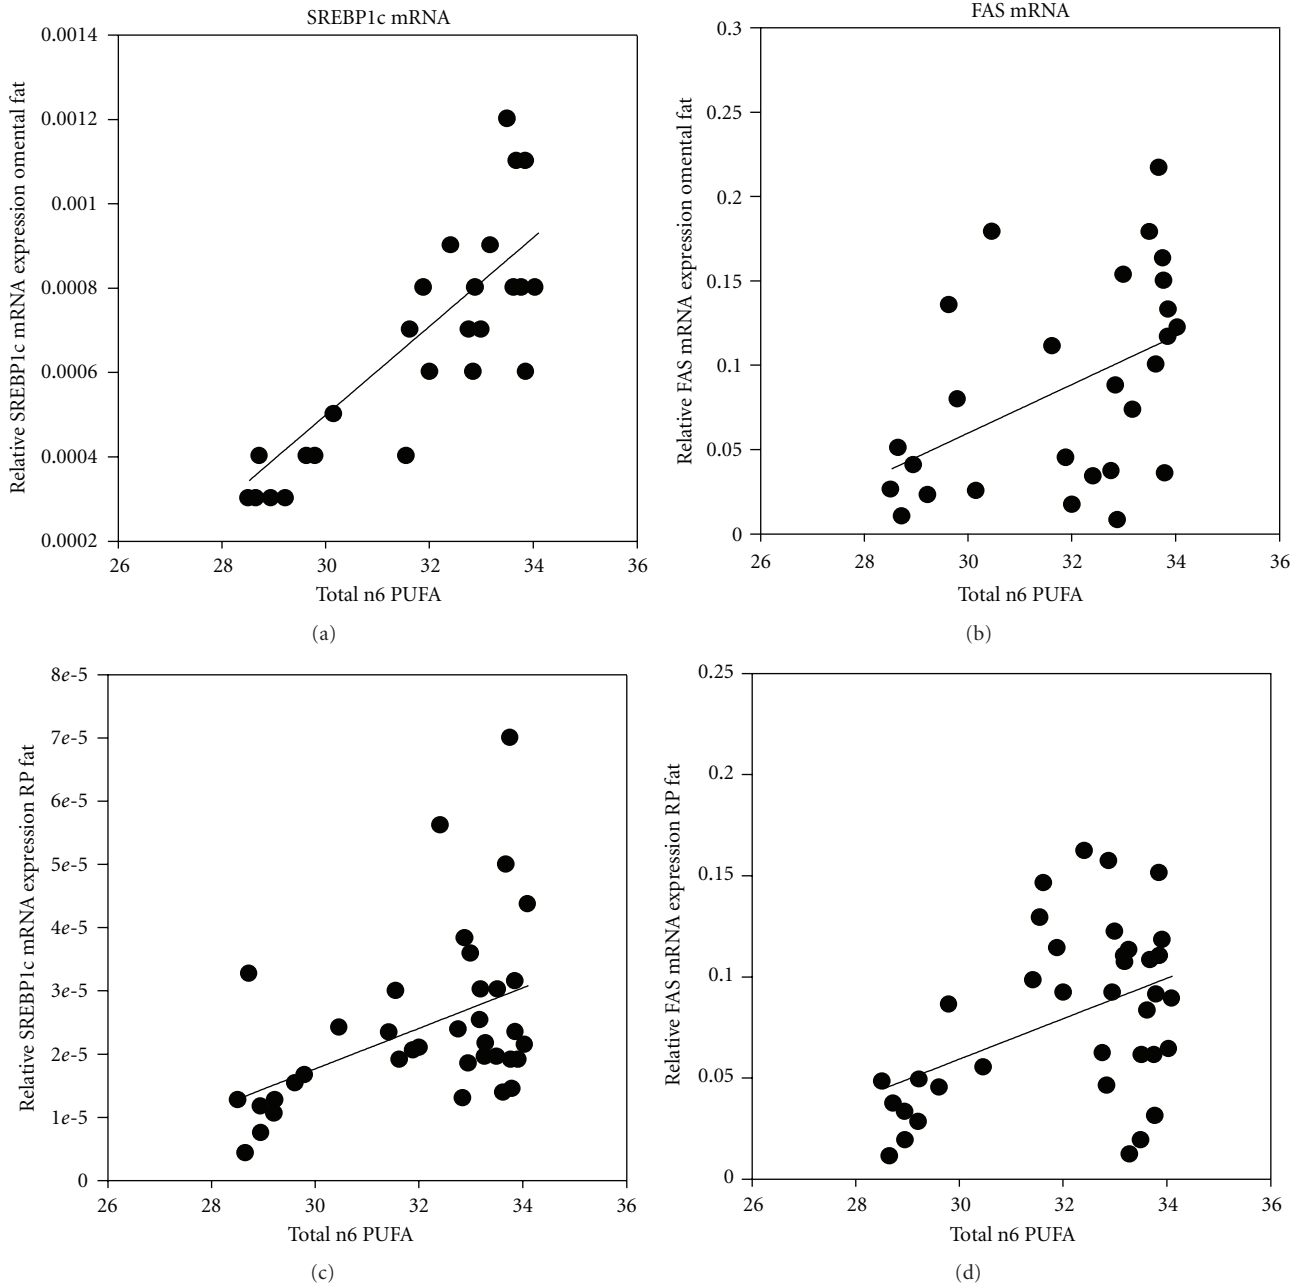 SREBP1c mRNA
0.0014
0.0012
0.001
0.0008
0.0006
0.0004
0.0002
26
28
30
32
34
36
Relative SREBP1c mRNA expression omental fat
Total n6 PUFA
(a)
FAS mRNA
0.3
0.25
0.2
0.15
0.1
0.05
0
26
28
30
32
34
36
Relative FAS mRNA expression omental fat
Total n6 PUFA
(b)
8e-5
7e-5
6e-5
5e-5
4e-5
3e-5
2e-5
1e-5
0
26
28
30
32
34
36
Relative SREBP1c mRNA expression RP fat
Total n6 PUFA
(c)
0.25
0.2
0.15
0.1
0.05
0
26
28
30
32
34
36
Relative FAS mRNA expression RP fat
Total n6 PUFA
(d)